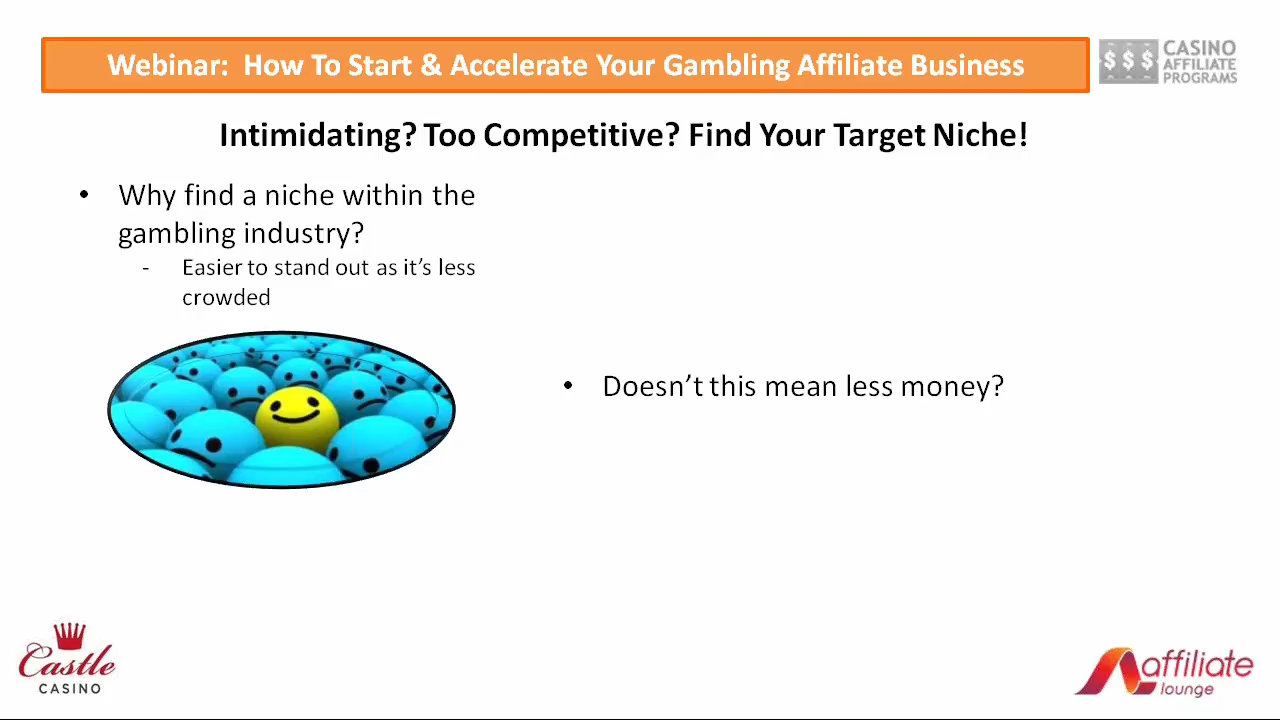 Webinar:  How To Start & Accelerate Your Gambling Affiliate Business
$ $ $
CASINO
AFFILIATE
PROGRAMS
Intimidating? Too Competitive? Find Your Target Niche!
• Why find a niche within the
gambling industry?
- Easier to stand out as it’s less
crowded
• Doesn’t this mean less money?
Castle
CASINO
affiliate
lounge